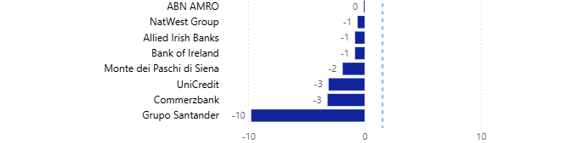 ABN AMRO 0
NatWest Group -1
Allied Irish Banks -1
Bank of Ireland -1
Monte dei Paschi di Siena -2
UniCredit -3
Commerzbank -3
Grupo Santander -10
-10 0 10